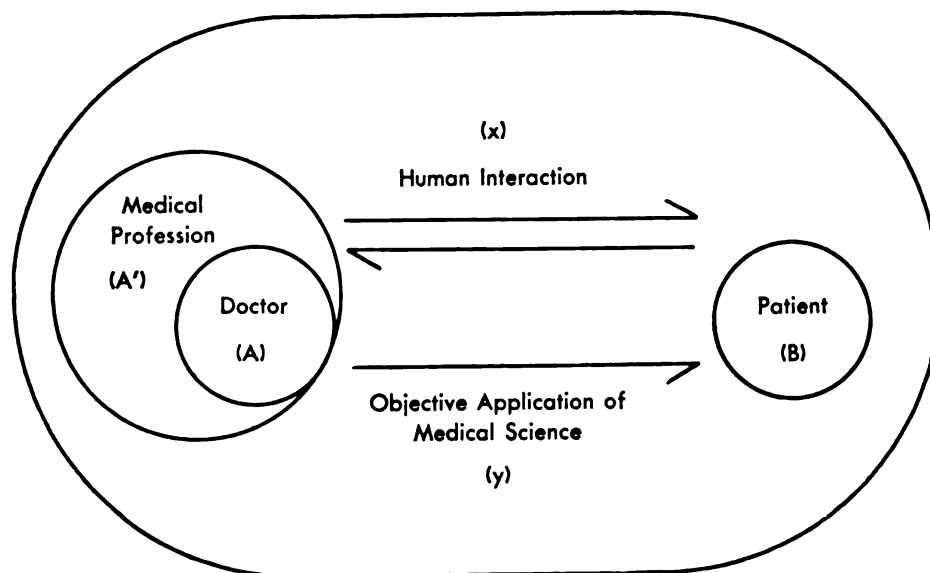 (x)
Human Interaction
Medical
Profession
(A′)
Doctor
(A)
Patient
(B)
Objective Application of
Medical Science
(y)